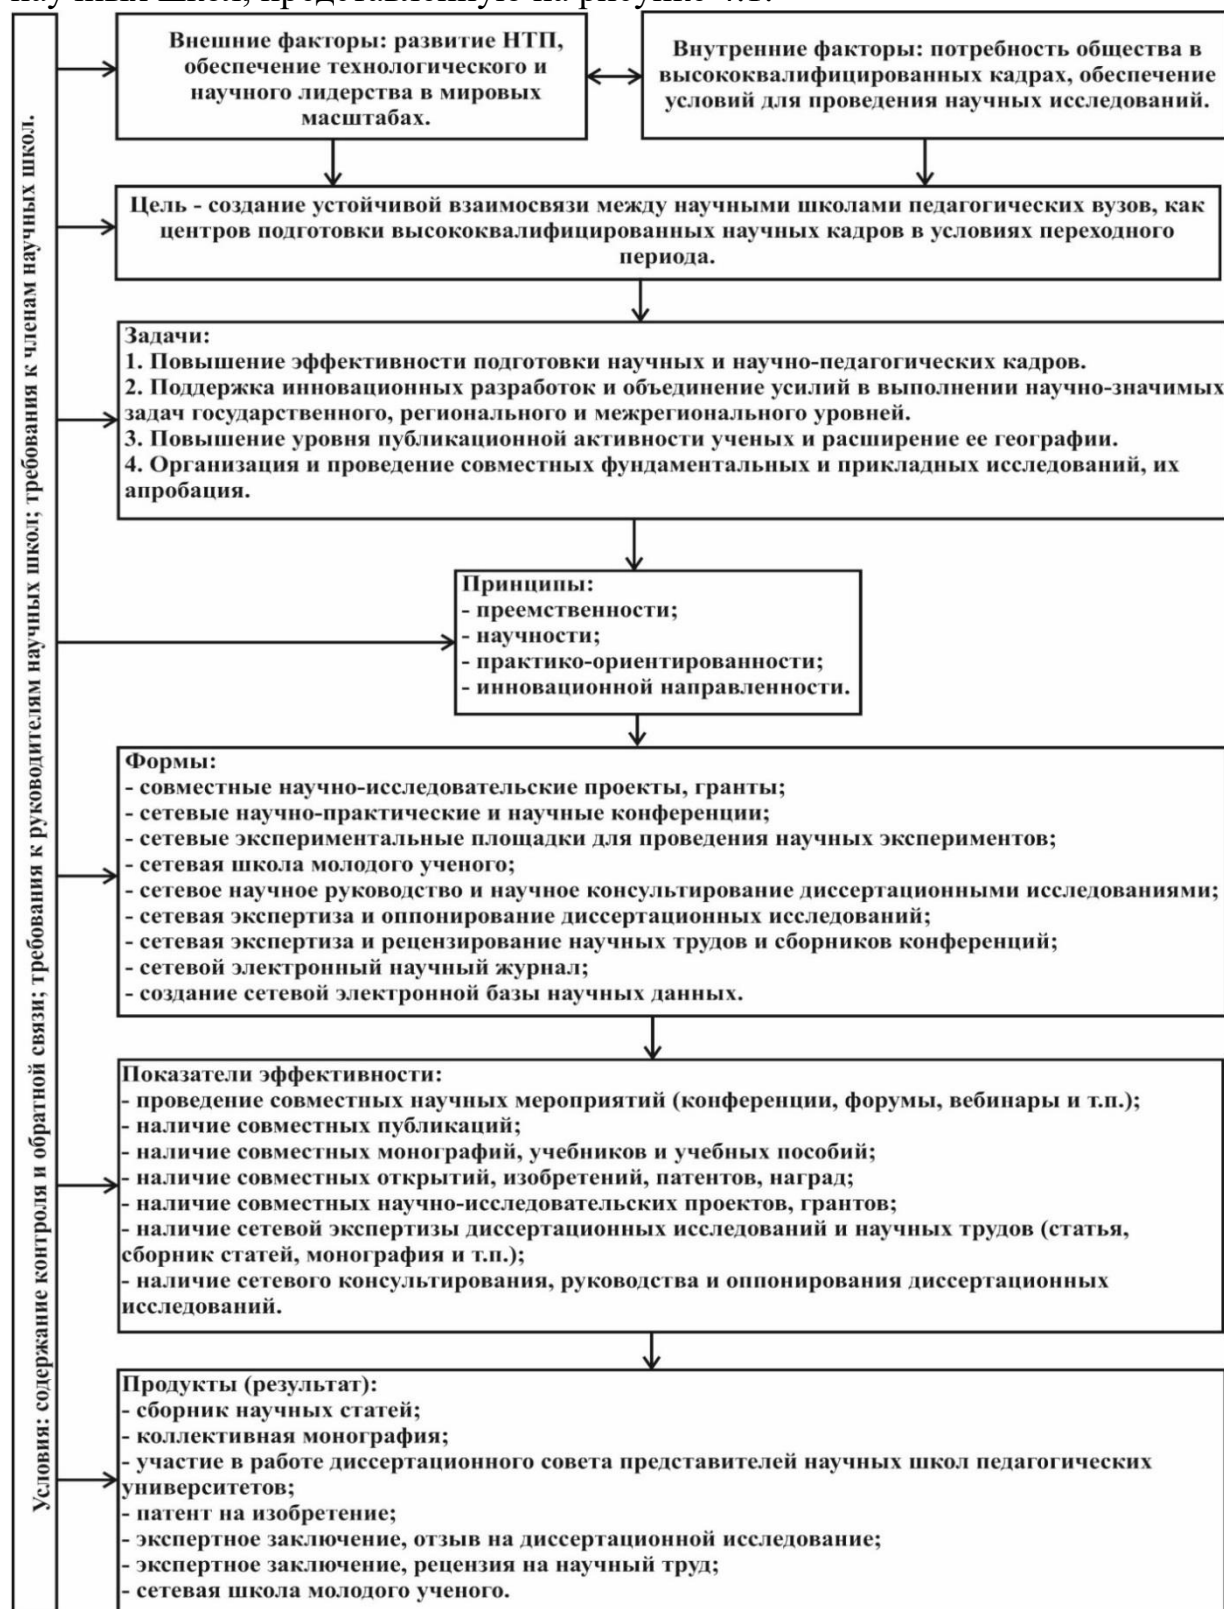 научных школ, представленную на рисунке
Условия: содержание контроля и обратной связи; требования к руководителям научных школ; требования к членам научных школ.
Внешние факторы: развитие НТП,
обеспечение технологического и
научного лидерства в мировых
масштабах.
Внутренние факторы: потребность общества в
высококвалифицированных кадрах, обеспечение
условий для проведения научных исследований.
Цель - создание устойчивой взаимосвязи между научными школами педагогических вузов, как
центров подготовки высококвалифицированных научных кадров в условиях переходного
периода.
Задачи:
1. Повышение эффективности подготовки научных и научно-педагогических кадров.
2. Поддержка инновационных разработок и объединение усилий в выполнении научно-значимых
задач государственного, регионального и межрегионального уровней.
3. Повышение уровня публикационной активности ученых и расширение ее географии.
4. Организация и проведение совместных фундаментальных и прикладных исследований, их
апробация.
Принципы:
- преемственности;
- научности;
- практико-ориентированности;
- инновационной направленности.
Формы:
- совместные научно-исследовательские проекты, гранты;
- сетевые научно-практические и научные конференции;
- сетевые экспериментальные площадки для проведения научных экспериментов;
- сетевая школа молодого ученого;
- сетевое научное руководство и научное консультирование диссертационными исследованиями;
- сетевая экспертиза и оппонирование диссертационных исследований;
- сетевая экспертиза и рецензирование научных трудов и сборников конференций;
- сетевой электронный научный журнал;
- создание сетевой электронной базы научных данных.
Показатели эффективности:
- проведение совместных научных мероприятий (конференции, форумы, вебинары и т.п.);
- наличие совместных публикаций;
- наличие совместных монографий, учебников и учебных пособий;
- наличие совместных открытий, изобретений, патентов, наград;
- наличие совместных научно-исследовательских проектов, грантов;
- наличие сетевой экспертизы диссертационных исследований и научных трудов (статья,
сборник статей, монография и т.п.);
- наличие сетевого консультирования, руководства и оппонирования диссертационных
исследований.
Продукты (результат):
- сборник научных статей;
- коллективная монография;
- участие в работе диссертационного совета представителей научных школ педагогических
университетов;
- патент на изобретение;
- экспертное заключение, отзыв на диссертационной исследование;
- экспертное заключение, рецензия на научный труд;
- сетевая школа молодого ученого.